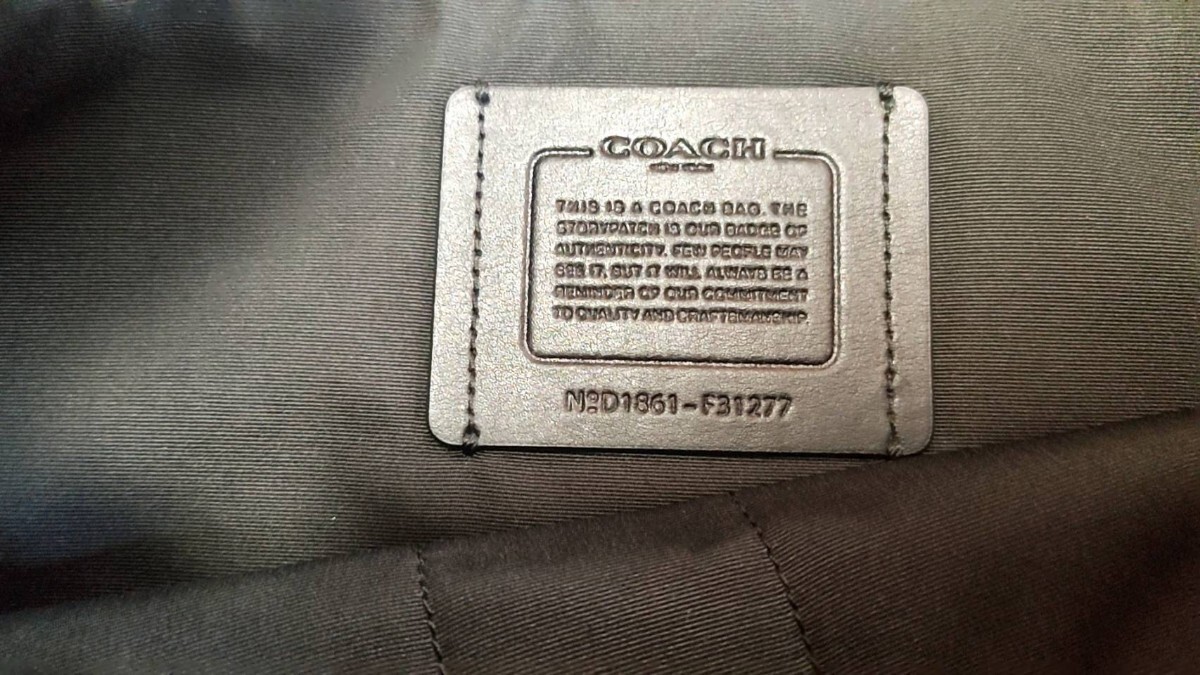 COACH
NEW YORK
THIS IS A COACH BAG. THE
STORYPATCH IS OUR BADGE OF
AUTHENTICITY. FEW PEOPLE MAY
SEE IT, BUT IT WILL ALWAYS BE A
REMINDER OF OUR COMMITMENT
TO QUALITY AND CRAFTSMANSHIP.
NºD1861-F31277